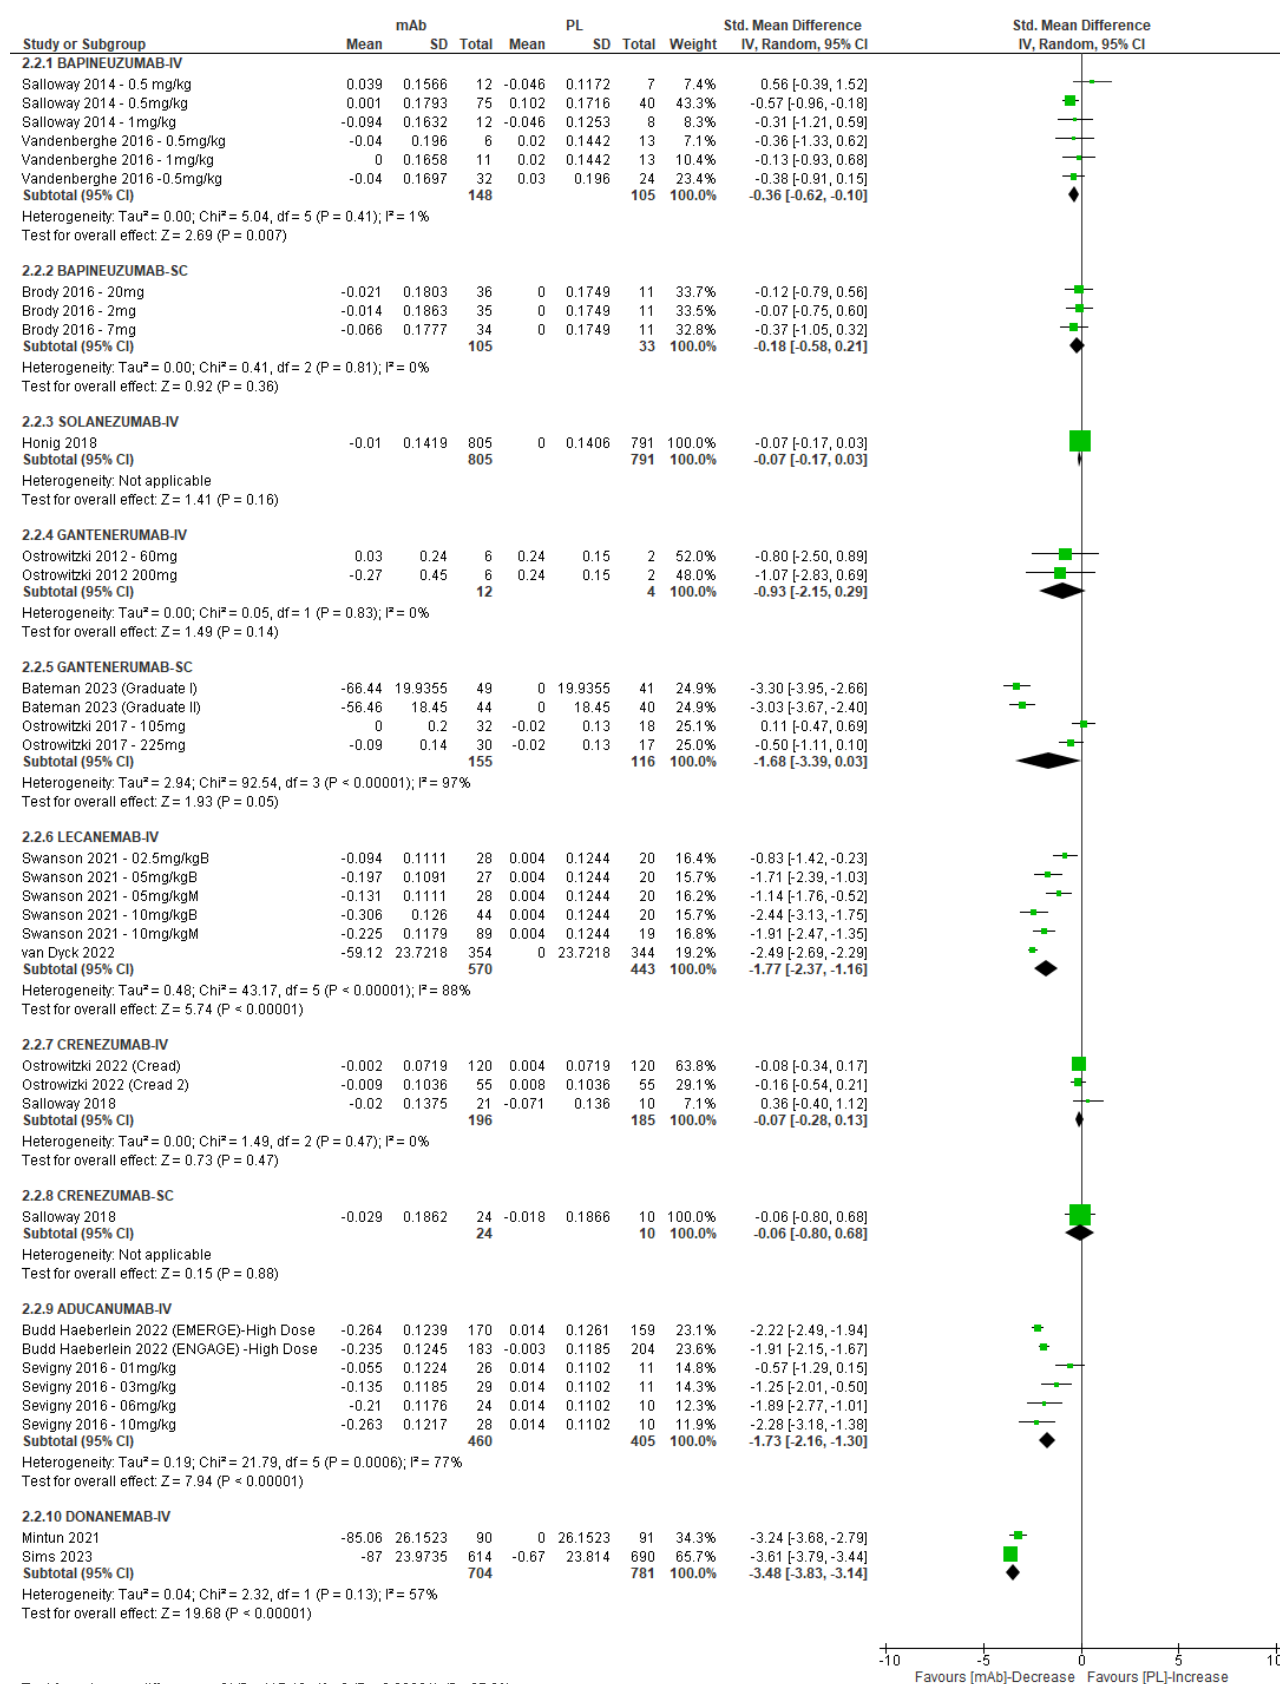 mAb PL Std. Mean Difference Std. Mean Difference
Study or Subgroup Mean SD Total Mean SD Total Weight IV, Random, 95% CI IV, Random, 95% CI
2.2.1 BAPINEUZUMAB-IV
Salloway 2014 - 0.5 mg/kg 0.039 0.1566 12 -0.046 0.1172 7 7.4% 0.56 [-0.39, 1.52]
Salloway 2014 - 0.5mg/kg 0.001 0.1793 75 0.102 0.1716 40 43.3% -0.57 [-0.96, -0.18]
Salloway 2014 - 1mg/kg -0.094 0.1632 12 -0.046 0.1253 8 8.3% -0.31 [-1.21, 0.59]
Vandenberghe 2016 - 0.5mg/kg -0.04 0.196 6 0.02 0.1442 13 7.1% -0.36 [-1.33, 0.62]
Vandenberghe 2016 - 1mg/kg 0 0.1658 11 0.02 0.1442 13 10.4% -0.13 [-0.93, 0.68]
Vandenberghe 2016 -0.5mg/kg -0.04 0.1697 32 0.03 0.196 24 23.4% -0.38 [-0.91, 0.15]
Subtotal (95% CI) 148 105 100.0% -0.36 [-0.62, -0.10]
Heterogeneity: Tau² = 0.00; Chi² = 5.04, df = 5 (P = 0.41); I² = 1%
Test for overall effect: Z = 2.69 (P = 0.007)
2.2.2 BAPINEUZUMAB-SC
Brody 2016 - 20mg -0.021 0.1803 36 0 0.1749 11 33.7% -0.12 [-0.79, 0.56]
Brody 2016 - 2mg -0.014 0.1863 35 0 0.1749 11 33.5% -0.07 [-0.75, 0.60]
Brody 2016 - 7mg -0.066 0.1777 34 0 0.1749 11 32.8% -0.37 [-1.05, 0.32]
Subtotal (95% CI) 105 33 100.0% -0.18 [-0.58, 0.21]
Heterogeneity: Tau² = 0.00; Chi² = 0.41, df = 2 (P = 0.81); I² = 0%
Test for overall effect: Z = 0.92 (P = 0.36)
2.2.3 SOLANEZUMAB-IV
Honig 2018 -0.01 0.1419 805 0 0.1406 791 100.0% -0.07 [-0.17, 0.03]
Subtotal (95% CI) 805 791 100.0% -0.07 [-0.17, 0.03]
Heterogeneity: Not applicable
Test for overall effect: Z = 1.41 (P = 0.16)
2.2.4 GANTENERUMAB-IV
Ostrowitzki 2012 - 60mg 0.03 0.24 6 0.24 0.15 2 52.0% -0.80 [-2.50, 0.89]
Ostrowitzki 2012 200mg -0.27 0.45 6 0.24 0.15 2 48.0% -1.07 [-2.83, 0.69]
Subtotal (95% CI) 12 4 100.0% -0.93 [-2.15, 0.29]
Heterogeneity: Tau² = 0.00; Chi² = 0.05, df = 1 (P = 0.83); I² = 0%
Test for overall effect: Z = 1.49 (P = 0.14)
2.2.5 GANTENERUMAB-SC
Bateman 2023 (Graduate I) -66.44 19.9355 49 0 19.9355 41 24.9% -3.30 [-3.95, -2.66]
Bateman 2023 (Graduate II) -56.46 18.45 44 0 18.45 40 24.9% -3.03 [-3.67, -2.40]
Ostrowitzki 2017 - 105mg 0 0.2 32 -0.02 0.13 18 25.1% 0.11 [-0.47, 0.69]
Ostrowitzki 2017 - 225mg -0.09 0.14 30 -0.02 0.13 17 25.0% -0.50 [-1.11, 0.10]
Subtotal (95% CI) 155 116 100.0% -1.68 [-3.39, 0.03]
Heterogeneity: Tau² = 2.94; Chi² = 92.54, df = 3 (P < 0.00001); I² = 97%
Test for overall effect: Z = 1.93 (P = 0.05)
2.2.6 LECANEMAB-IV
Swanson 2021 - 02.5mg/kgB -0.094 0.1111 28 0.004 0.1244 20 16.4% -0.83 [-1.42, -0.23]
Swanson 2021 - 05mg/kgB -0.197 0.1091 27 0.004 0.1244 20 15.7% -1.71 [-2.39, -1.03]
Swanson 2021 - 05mg/kgM -0.131 0.1111 28 0.004 0.1244 20 16.2% -1.14 [-1.76, -0.52]
Swanson 2021 - 10mg/kgB -0.306 0.126 44 0.004 0.1244 20 15.7% -2.44 [-3.13, -1.75]
Swanson 2021 - 10mg/kgM -0.225 0.1179 89 0.004 0.1244 19 16.8% -1.91 [-2.47, -1.35]
van Dyck 2022 -59.12 23.7218 354 0 23.7218 344 19.2% -2.49 [-2.69, -2.29]
Subtotal (95% CI) 570 443 100.0% -1.77 [-2.37, -1.16]
Heterogeneity: Tau² = 0.48; Chi² = 43.17, df = 5 (P < 0.00001); I² = 88%
Test for overall effect: Z = 5.74 (P < 0.00001)
2.2.7 CRENEZUMAB-IV
Ostrowitzki 2022 (Cread) -0.002 0.0719 120 0.004 0.0719 120 63.8% -0.08 [-0.34, 0.17]
Ostrowizki 2022 (Cread 2) -0.009 0.1036 55 0.008 0.1036 55 29.1% -0.16 [-0.54, 0.21]
Salloway 2018 -0.02 0.1375 21 -0.071 0.136 10 7.1% 0.36 [-0.40, 1.12]
Subtotal (95% CI) 196 185 100.0% -0.07 [-0.28, 0.13]
Heterogeneity: Tau² = 0.00; Chi² = 1.49, df = 2 (P = 0.47); I² = 0%
Test for overall effect: Z = 0.73 (P = 0.47)
2.2.8 CRENEZUMAB-SC
Salloway 2018 -0.029 0.1862 24 -0.018 0.1866 10 100.0% -0.06 [-0.80, 0.68]
Subtotal (95% CI) 24 10 100.0% -0.06 [-0.80, 0.68]
Heterogeneity: Not applicable
Test for overall effect: Z = 0.15 (P = 0.88)
2.2.9 ADUCANUMAB-IV
Budd Haeberlein 2022 (EMERGE)-High Dose -0.264 0.1239 170 0.014 0.1261 159 23.1% -2.22 [-2.49, -1.94]
Budd Haeberlein 2022 (ENGAGE) -High Dose -0.235 0.1245 183 -0.003 0.1185 204 23.6% -1.91 [-2.15, -1.67]
Sevigny 2016 - 01mg/kg -0.055 0.1224 26 0.014 0.1102 11 14.8% -0.57 [-1.29, 0.15]
Sevigny 2016 - 03mg/kg -0.135 0.1185 29 0.014 0.1102 11 14.3% -1.25 [-2.01, -0.50]
Sevigny 2016 - 06mg/kg -0.21 0.1176 24 0.014 0.1102 10 12.3% -1.89 [-2.77, -1.01]
Sevigny 2016 - 10mg/kg -0.263 0.1217 28 0.014 0.1102 10 11.9% -2.28 [-3.18, -1.38]
Subtotal (95% CI) 460 405 100.0% -1.73 [-2.16, -1.30]
Heterogeneity: Tau² = 0.19; Chi² = 21.79, df = 5 (P = 0.0006); I² = 77%
Test for overall effect: Z = 7.94 (P < 0.00001)
2.2.10 DONANEMAB-IV
Mintun 2021 -85.06 26.1523 90 0 26.1523 91 34.3% -3.24 [-3.68, -2.79]
Sims 2023 -87 23.9735 614 -0.67 23.814 690 65.7% -3.61 [-3.79, -3.44]
Subtotal (95% CI) 704 781 100.0% -3.48 [-3.83, -3.14]
Heterogeneity: Tau² = 0.04; Chi² = 2.32, df = 1 (P = 0.13); I² = 57%
Test for overall effect: Z = 19.68 (P < 0.00001)
-10 -5 0 5 10
Favours [mAb]-Decrease Favours [PL]-Increase